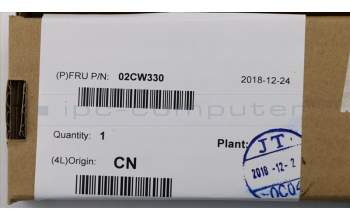 (P)FRU P/N: 02CW330
2018-12-24
ipc-computer
Quantity: 1
Plant:
JT
(4L)Origin: CN
2018-12-2